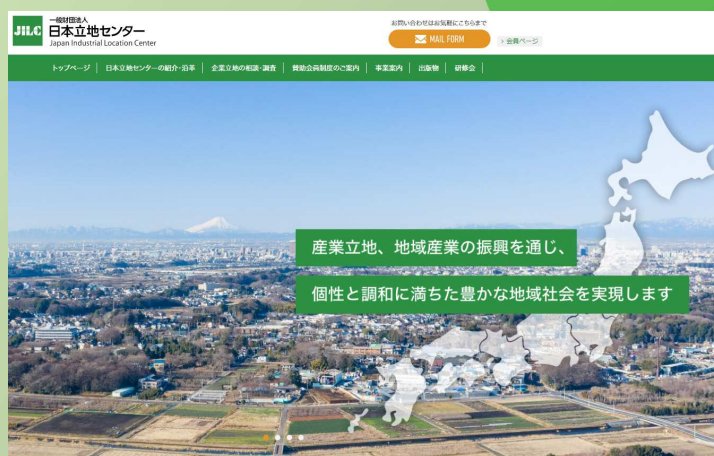 JILC
一般財団法人
日本立地センター
Japan Industrial Location Center
お問い合わせはお気軽にこちらまで
MAIL FORM
会員ページ
トップページ
日本立地センターの紹介・沿革
企業立地の相談・調査
賛助会員制度のご案内
事業案内
出版物
研修会
産業立地、地域産業の振興を通じ、
個性と調和に満ちた豊かな地域社会を実現します